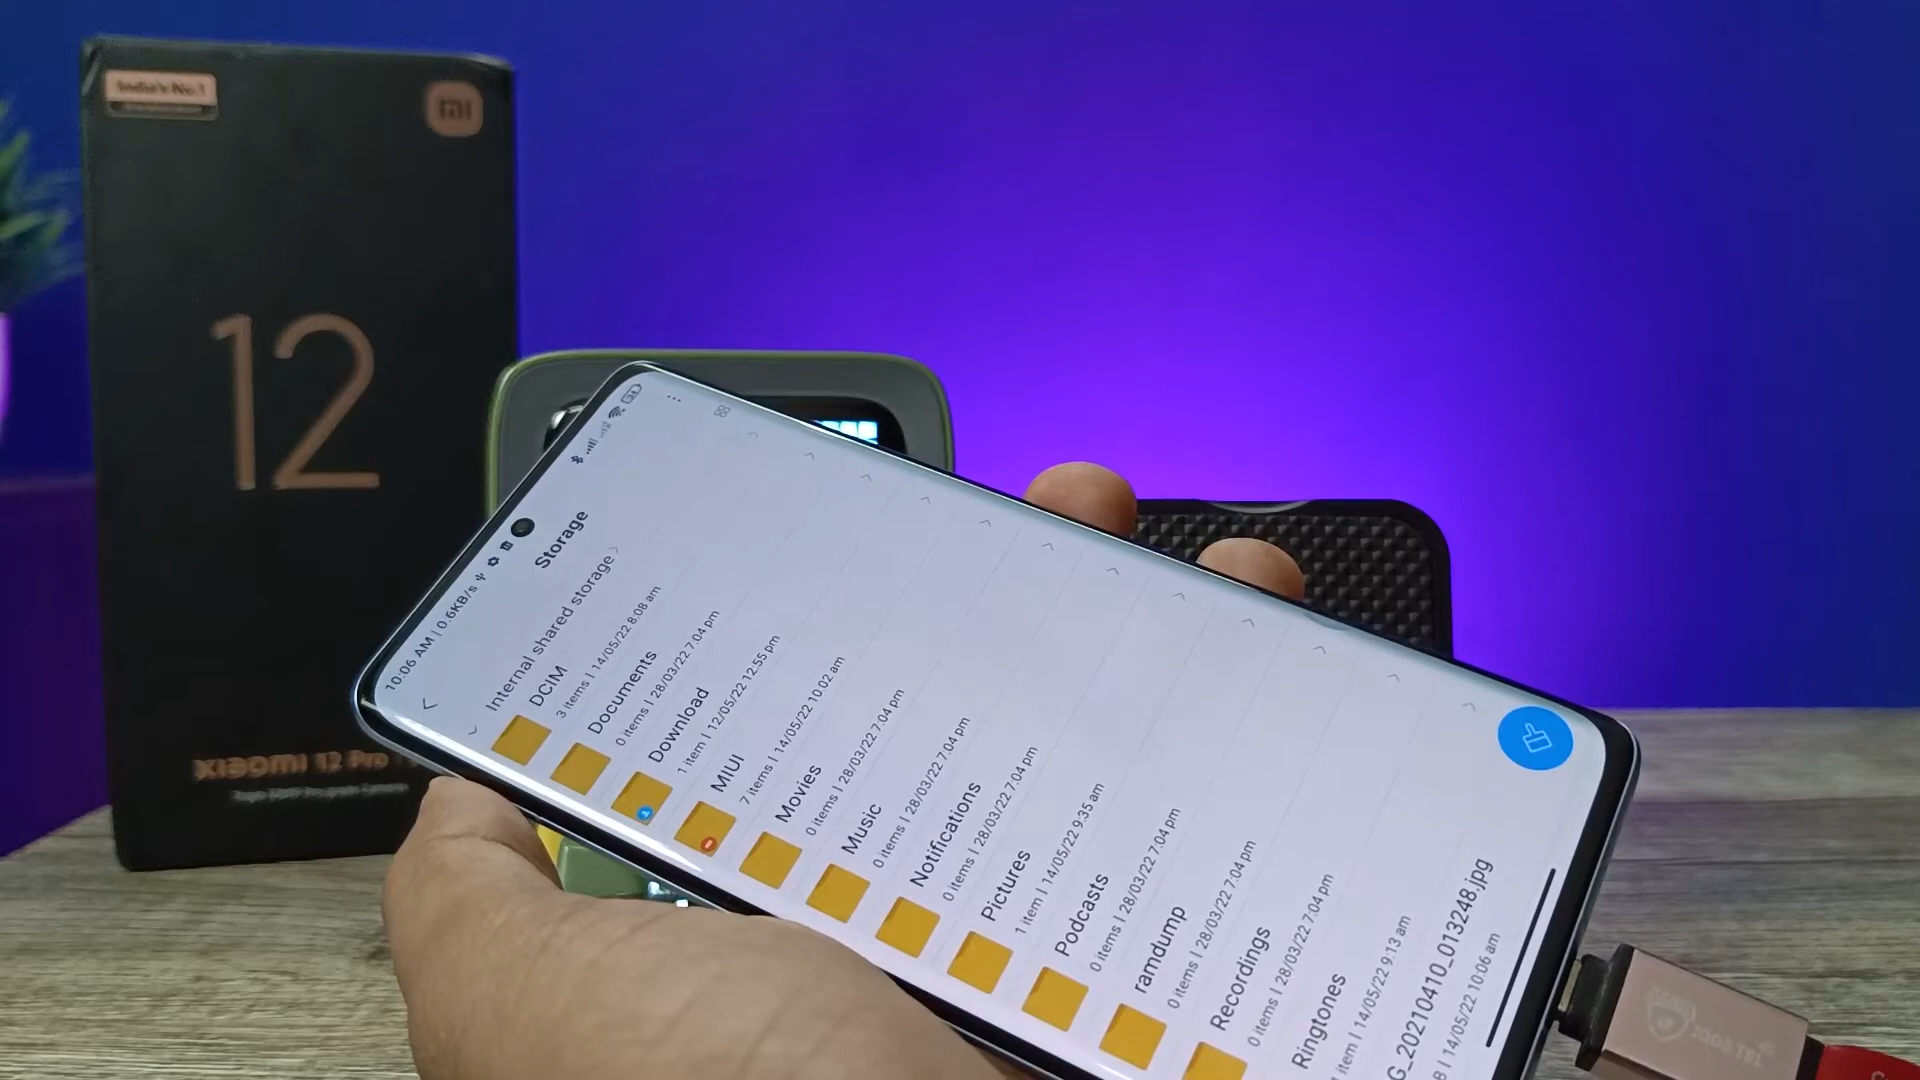 India's No.1
mi
12
Xiaomi 12 Pro
10:06 AM | 0.6KB/s
Storage
Internal shared storage
DCIM
3 items | 14/05/22 8:08 am
Documents
0 items | 28/03/22 7:04 pm
Download
1 item | 12/05/22 12:55 pm
MIUI
7 items | 14/05/22 10:02 am
Movies
0 items | 28/03/22 7:04 pm
Music
0 items | 28/03/22 7:04 pm
Notifications
0 items | 28/03/22 7:04 pm
Pictures
1 item | 14/05/22 9:35 am
Podcasts
0 items | 28/03/22 7:04 pm
ramdump
0 items | 28/03/22 7:04 pm
Recordings
0 items | 28/03/22 7:04 pm
Ringtones
item | 14/05/22 9:13 am
G_20210410_013248.jpg
B | 14/05/22 10:06 am